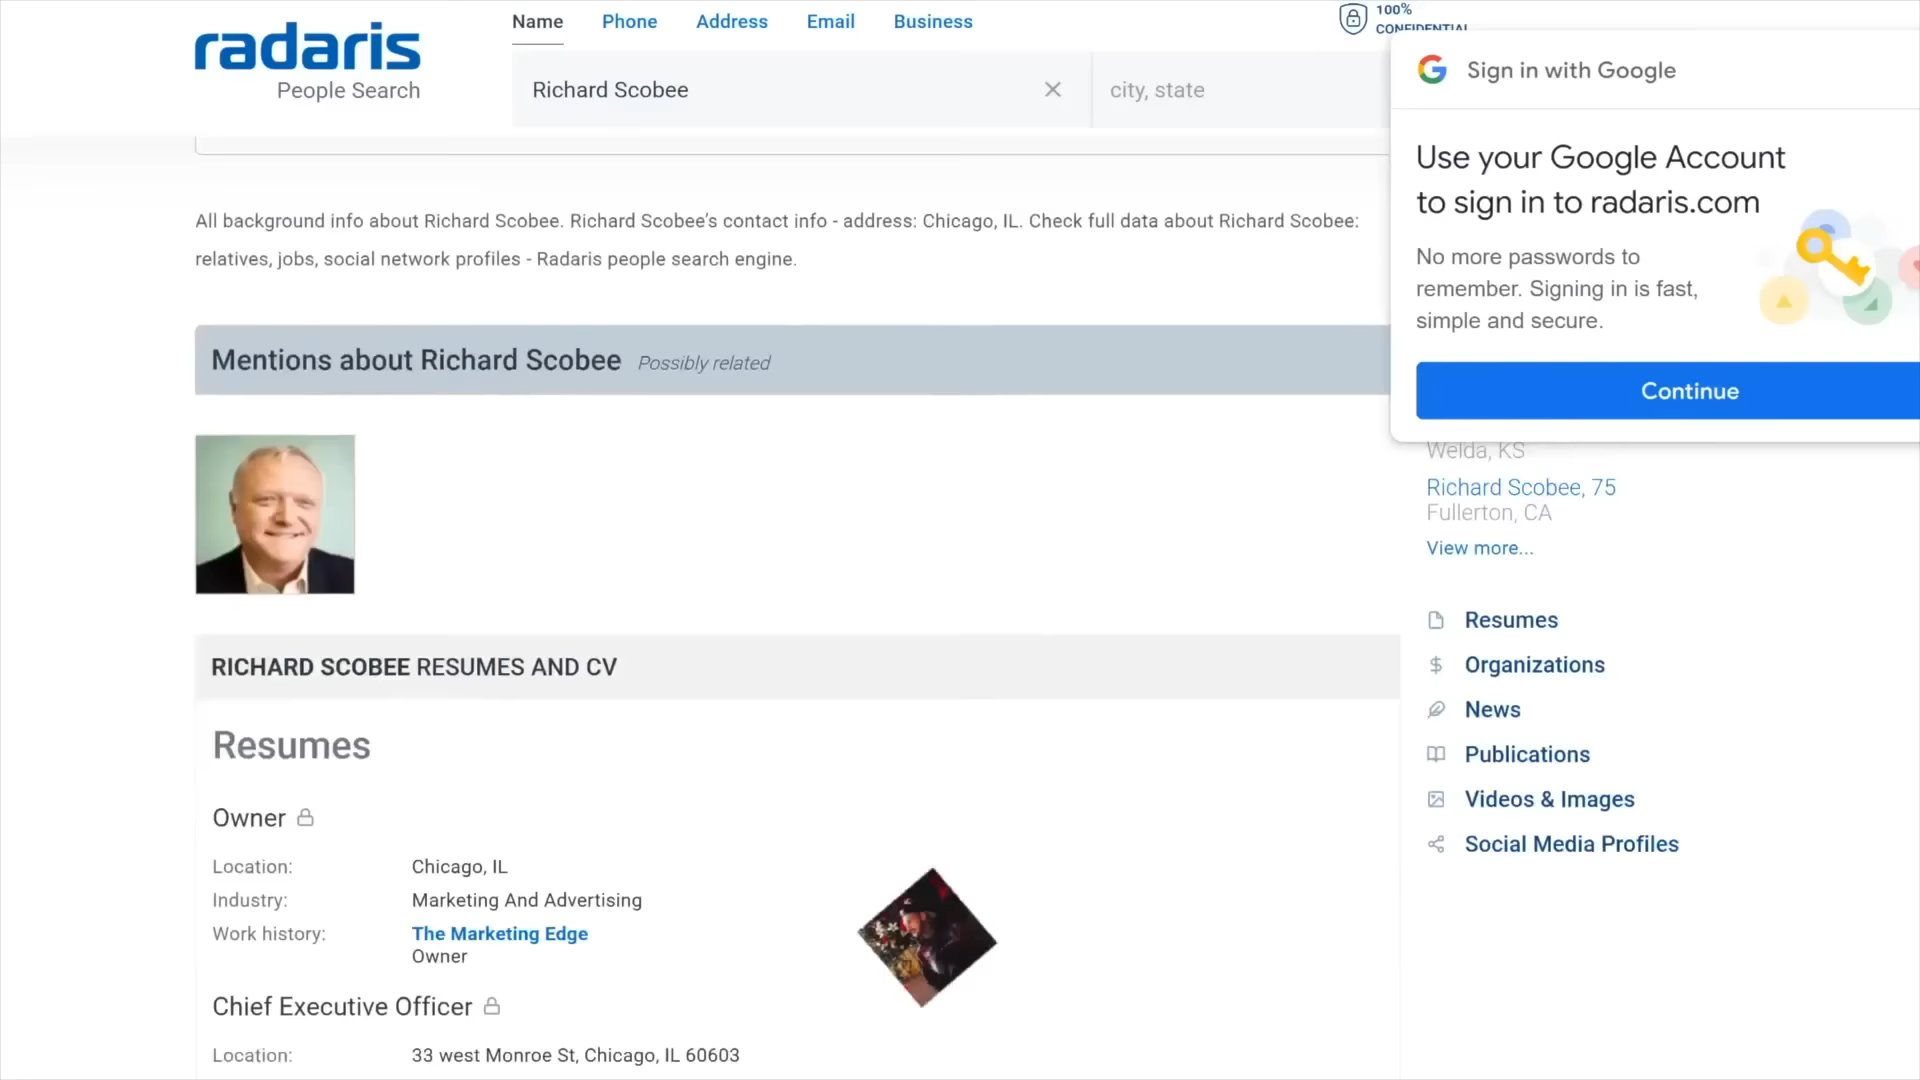 radaris
People Search
Name
Phone
Address
Email
Business
Richard Scobee
city, state
100%
CONFIDENTIAL
Sign in with Google
Use your Google Account
to sign in to radaris.com
No more passwords to
remember. Signing in is fast,
simple and secure.
Continue
All background info about Richard Scobee. Richard Scobee's contact info - address: Chicago, IL. Check full data about Richard Scobee:
relatives, jobs, social network profiles - Radaris people search engine.
Mentions about Richard Scobee Possibly related
Welda, KS
Richard Scobee, 75
Fullerton, CA
View more...
Resumes
Organizations
News
Publications
Videos & Images
Social Media Profiles
RICHARD SCOBEE RESUMES AND CV
Resumes
Owner
Location: Chicago, IL
Industry: Marketing And Advertising
Work history: The Marketing Edge
Owner
Chief Executive Officer
Location: 33 west Monroe St, Chicago, IL 60603